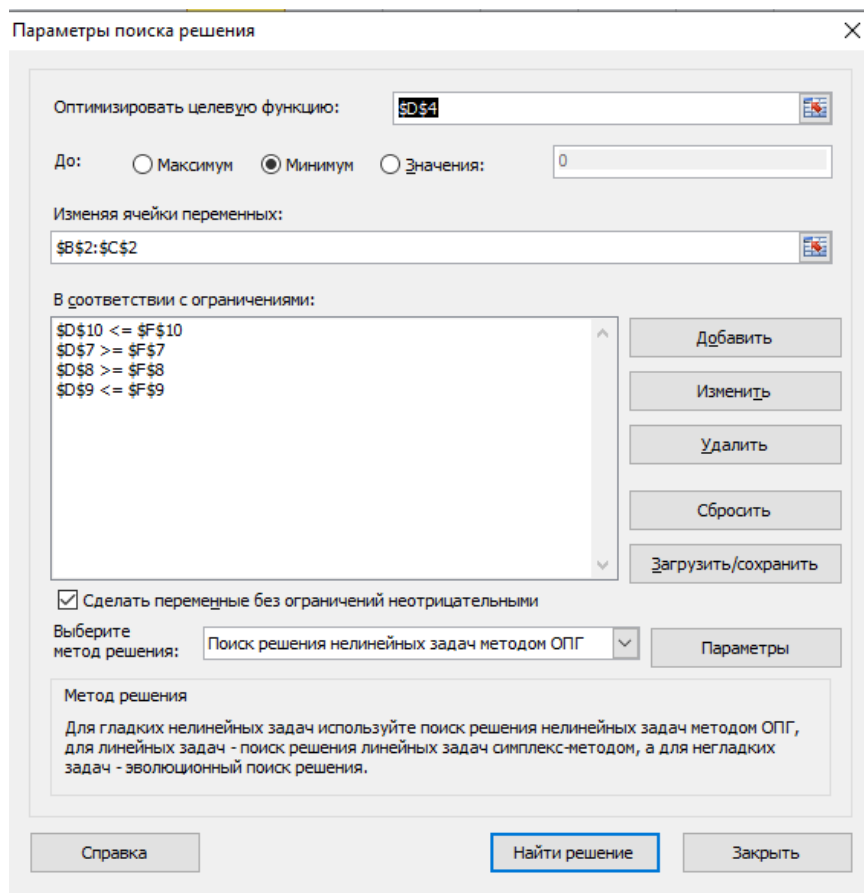 Параметры поиска решения
Оптимизировать целевую функцию: $D$4
До: Максимум Минимум Значения: 0
Изменяя ячейки переменных:
$B$2:$C$2
В соответствии с ограничениями:
$D$10 <= $F$10
$D$7 >= $F$7
$D$8 >= $F$8
$D$9 <= $F$9
Добавить
Изменить
Удалить
Сбросить
Загрузить/сохранить
Сделать переменные без ограничений неотрицательными
Выберите
метод решения:
Поиск решения нелинейных задач методом ОПГ
Параметры
Метод решения
Для гладких нелинейных задач используйте поиск решения нелинейных задач методом ОПГ,
для линейных задач - поиск решения линейных задач симплекс-методом, а для негладких
задач - эволюционный поиск решения.
Справка Найти решение Закрыть